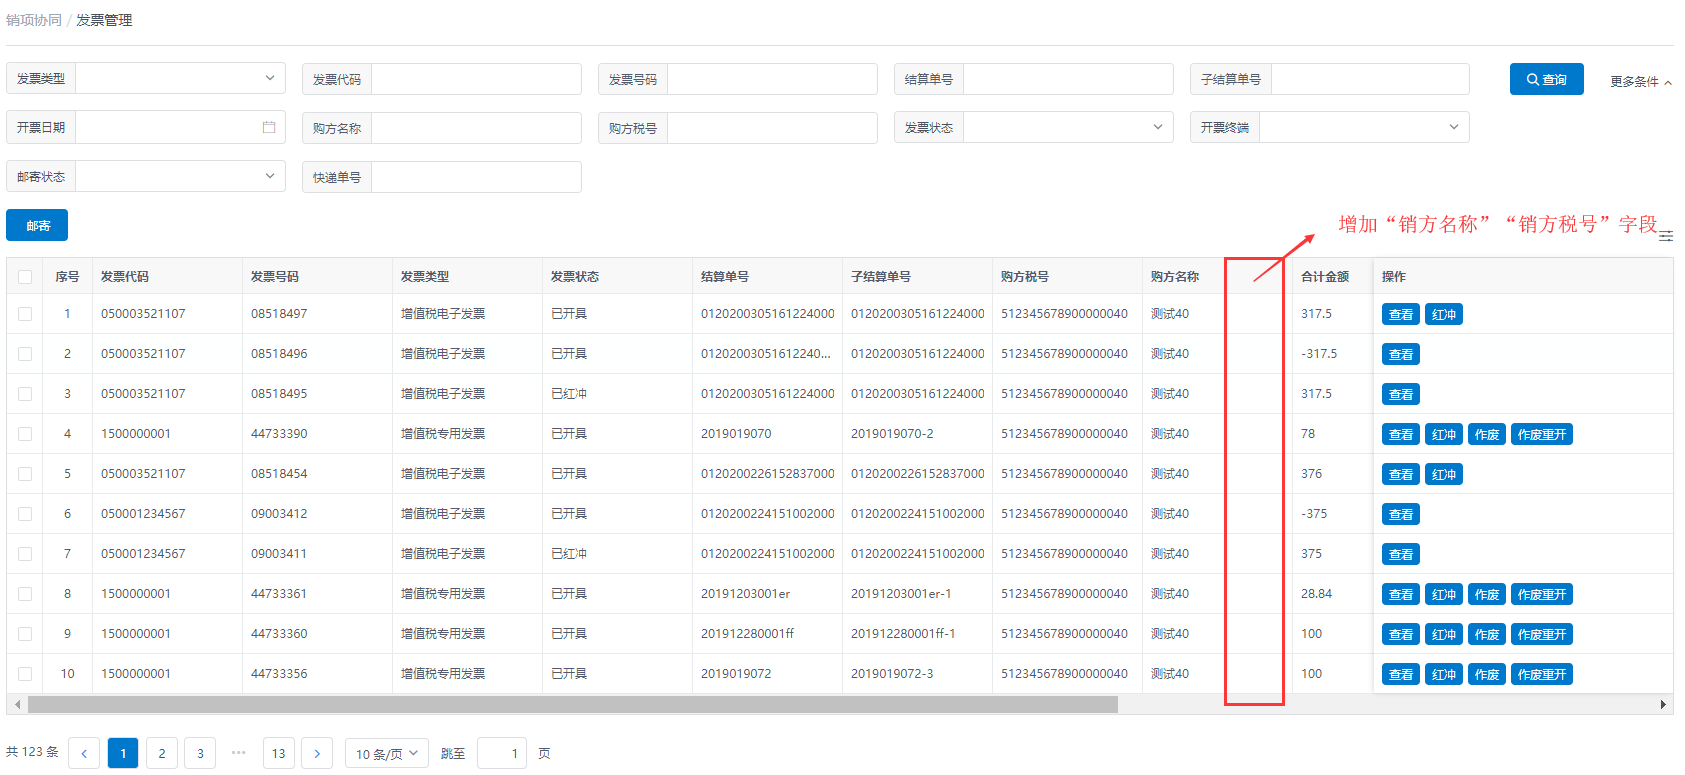 销项协同 / 发票管理
发票类型 发票代码 发票号码 结算单号 子结算单号 查询 更多条件
开票日期 购方名称 购方税号 发票状态 开票终端
邮寄状态 快递单号
邮寄
增加“销方名称”“销方税号”字段
序号 发票代码 发票号码 发票类型 发票状态 结算单号 子结算单号 购方税号 购方名称 合计金额 操作
1 050003521107 08518497 增值税电子发票 已开具 0120200305161224000 0120200305161224000 512345678900000040 测试40 317.5 查看 红冲
2 050003521107 08518496 增值税电子发票 已开具 01202003051612240... 0120200305161224000 512345678900000040 测试40 -317.5 查看
3 050003521107 08518495 增值税电子发票 已红冲 0120200305161224000 0120200305161224000 512345678900000040 测试40 317.5 查看
4 1500000001 44733390 增值税专用发票 已开具 2019019070 2019019070-2 512345678900000040 测试40 78 查看 红冲 作废 作废重开
5 050003521107 08518454 增值税电子发票 已开具 0120200226152837000 0120200226152837000 512345678900000040 测试40 376 查看 红冲
6 050001234567 09003412 增值税电子发票 已开具 0120200224151002000 0120200224151002000 512345678900000040 测试40 -375 查看
7 050001234567 09003411 增值税电子发票 已红冲 0120200224151002000 0120200224151002000 512345678900000040 测试40 375 查看
8 1500000001 44733361 增值税专用发票 已开具 20191203001er 20191203001er-1 512345678900000040 测试40 28.84 查看 红冲 作废 作废重开
9 1500000001 44733360 增值税专用发票 已开具 201912280001ff 201912280001ff-1 512345678900000040 测试40 100 查看 红冲 作废 作废重开
10 1500000001 44733356 增值税专用发票 已开具 2019019072 2019019072-3 512345678900000040 测试40 100 查看 红冲 作废 作废重开
共 123 条 < 1 2 3 ••• 13 > 10 条/页 跳至 1 页